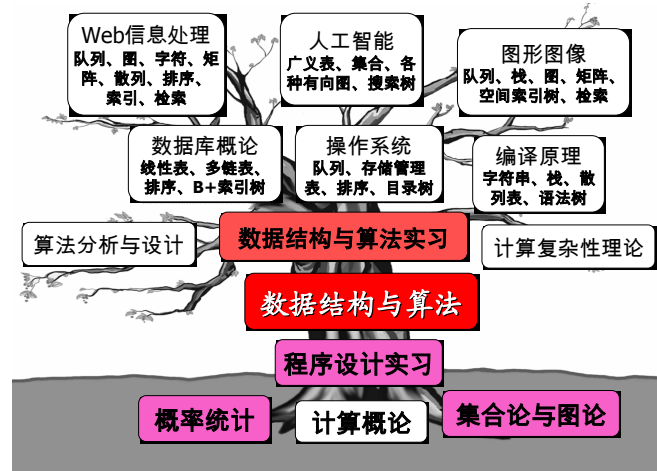 Web信息处理
队列、图、字符、矩
阵、散列、排序、
索引、检索
人工智能
广义表、集合、各
种有向图、搜索树
图形图像
队列、栈、图、矩阵、
空间索引树、检索
数据库概论
线性表、多链表、
排序、B+索引树
操作系统
队列、存储管理
表、排序、目录树
编译原理
字符串、栈、散
列表、语法树
算法分析与设计
数据结构与算法实习
计算复杂性理论
数据结构与算法
程序设计实习
概率统计
计算概论
集合论与图论